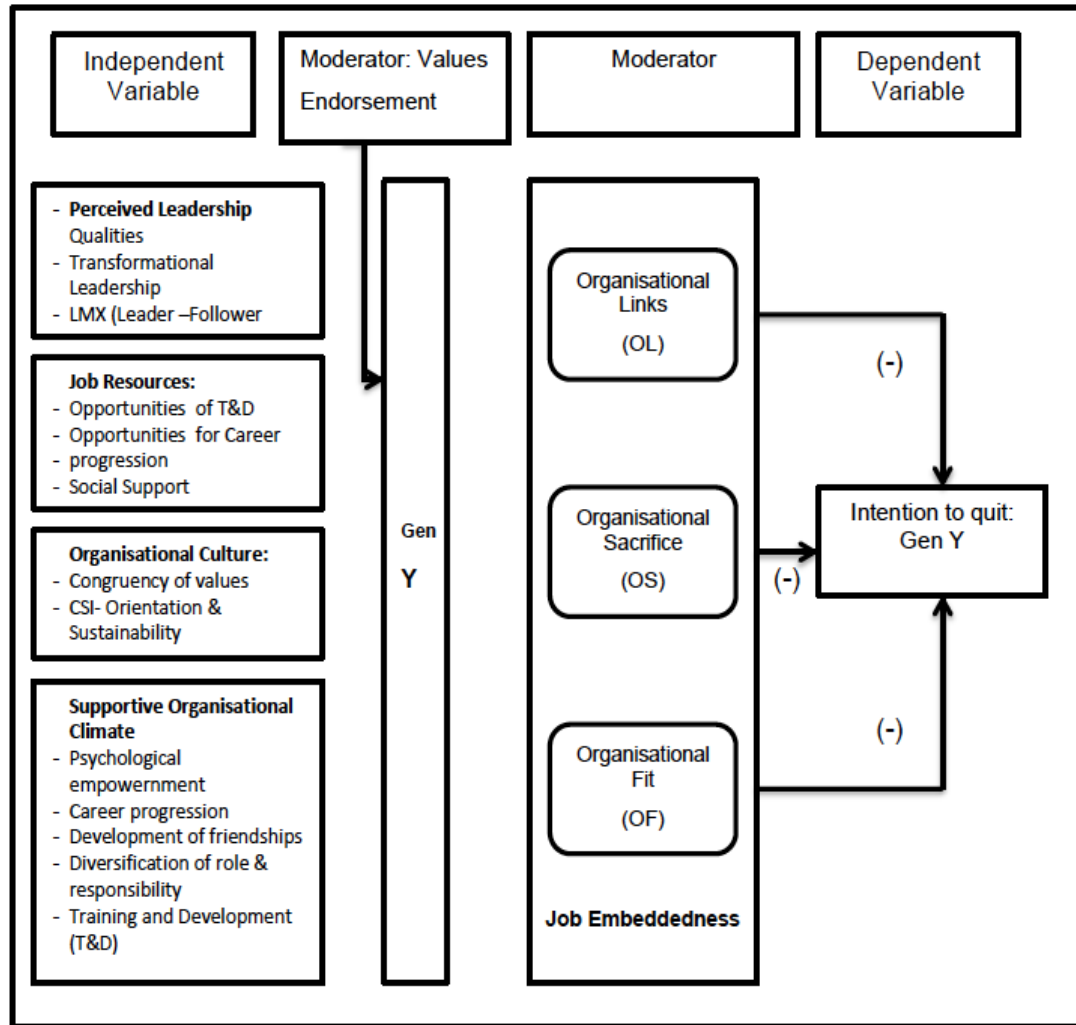 Independent
Variable
Moderator: Values
Endorsement
Moderator
Dependent
Variable
- Perceived Leadership
Qualities
- Transformational
Leadership
- LMX (Leader –Follower
Job Resources:
- Opportunities of T&D
- Opportunities for Career
- progression
- Social Support
Organisational Culture:
- Congruency of values
- CSI- Orientation &
Sustainability
Supportive Organisational
Climate
- Psychological
empowernment
- Career progression
- Development of friendships
- Diversification of role &
responsibility
- Training and Development
(T&D)
Gen
Y
Organisational
Links
(OL)
Organisational
Sacrifice
(OS)
Organisational
Fit
(OF)
Job Embeddedness
(-)
(-)
(-)
Intention to quit:
Gen Y